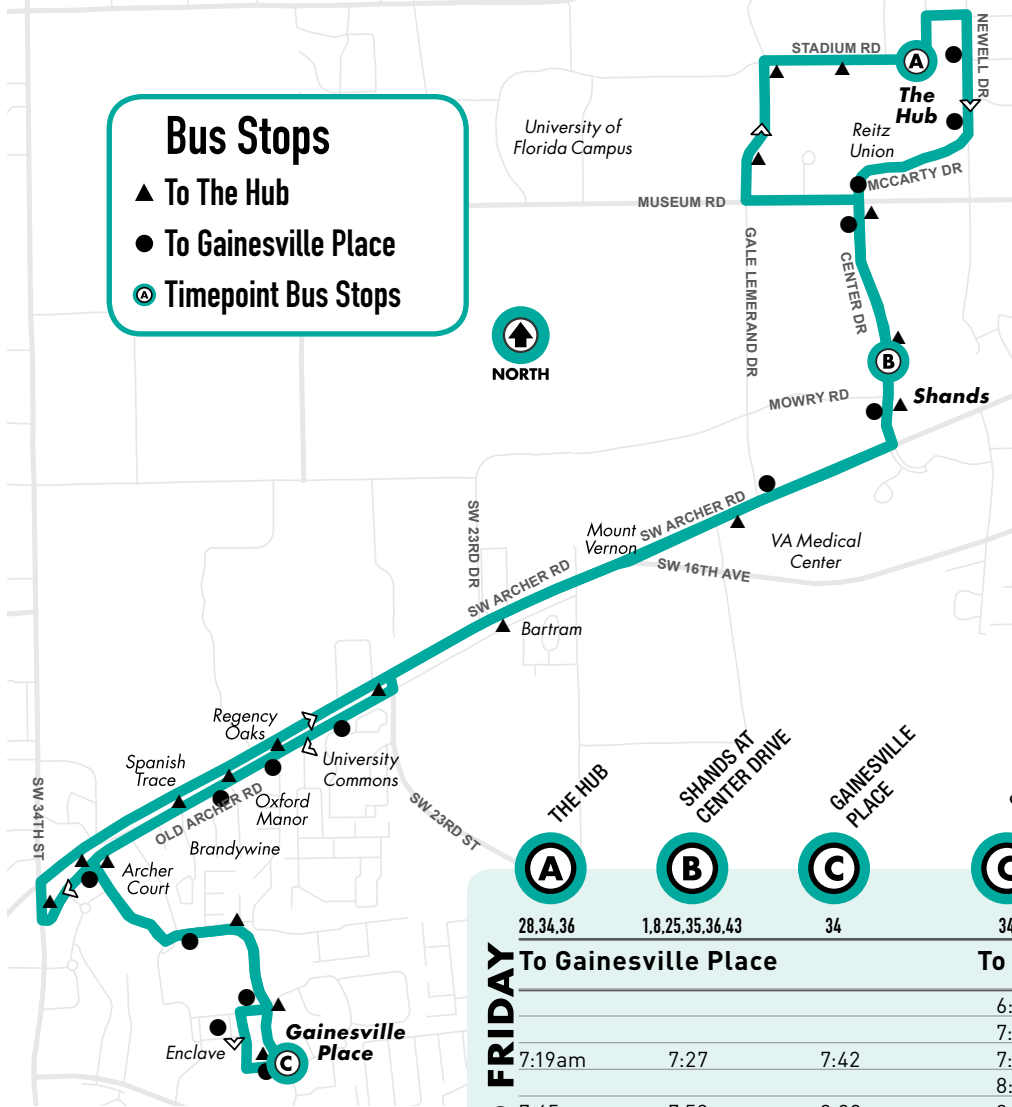 STADIUM RD
NEWELL DR
A
The
Hub
Bus Stops
To The Hub
To Gainesville Place
A Timepoint Bus Stops
University of
Florida Campus
Reitz
Union
MCCARTY DR
MUSEUM RD
GALE LEMERAND DR
CENTER DR
NORTH
B
MOWRY RD
Shands
SW 23RD DR
SW ARCHER RD
Mount
Vernon
VA Medical
Center
SW 16TH AVE
SW ARCHER RD
Bartram
Regency
Oaks
University
Commons
Spanish
Trace
Oxford
Manor
OLD ARCHER RD
Brandywine
SW 34TH ST
SW 23RD ST
Archer
Court
Gainesville
Place
Enclave
C
THE HUB
SHANDS AT
CENTER DRIVE
GAINESVILLE
PLACE
A B C C
28,34,36 1,8,25,35,36,43 34 34
FRIDAY
To Gainesville Place To
6:
7:
7:19am 7:27 7:42 7:
8: